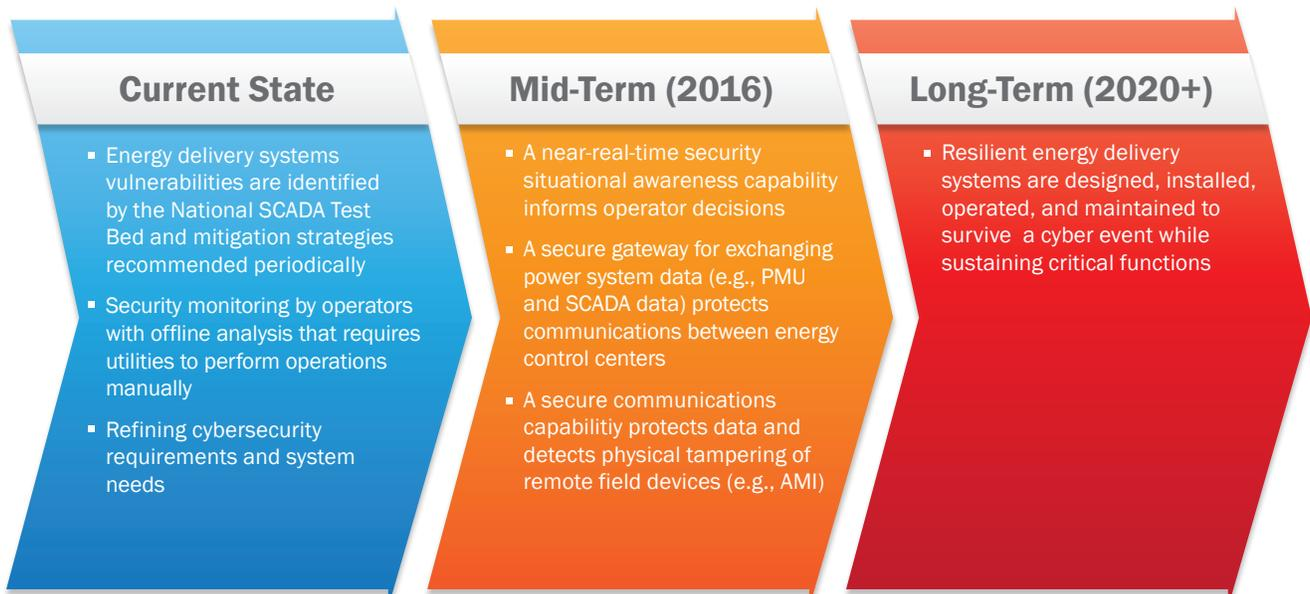 Current State
Energy delivery systems
vulnerabilities are identified
by the National SCADA Test
Bed and mitigation strategies
recommended periodically
Security monitoring by operators
with offline analysis that requires
utilities to perform operations
manually
Refining cybersecurity
requirements and system
needs
Mid-Term (2016)
A near-real-time security
situational awareness capability
informs operator decisions
A secure gateway for exchanging
power system data (e.g., PMU
and SCADA data) protects
communications between energy
control centers
A secure communications
capabilitiy protects data and
detects physical tampering of
remote field devices (e.g., AMI)
Long-Term (2020+)
Resilient energy delivery
systems are designed, installed,
operated, and maintained to
survive  a cyber event while
sustaining critical functions